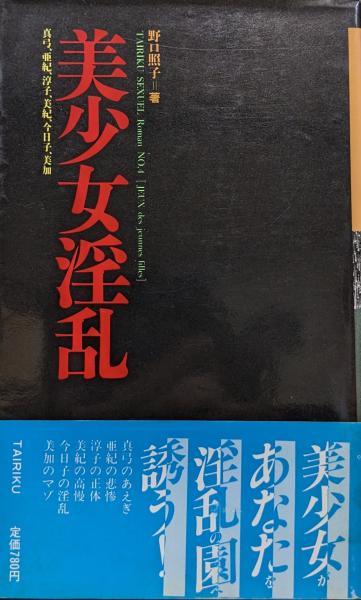 野口照子=著
TAIRIKU SEXUEL Roman NO.4 [JEUX des jeunnes filles]
美少女淫乱
真弓、亜紀、淳子、美紀、今日子、美加
美少女が
あなたを
淫乱の園
誘う!
真弓のあえぎ
亜紀の悲惨
淳子の正体
美紀の高慢
今日子の淫乱
美加のマゾ
TAIRIKU
定価780円